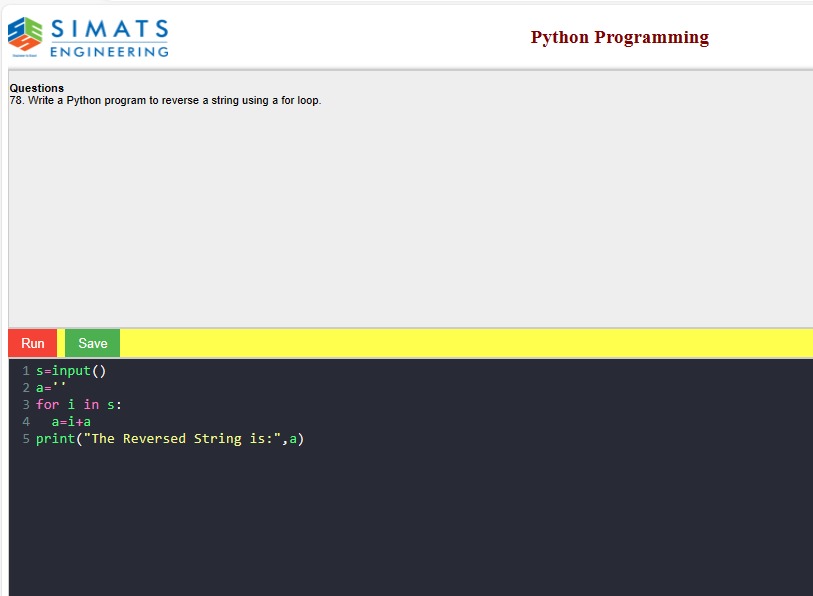 SIMATS
ENGINEERING
Python Programming
Questions
78. Write a Python program to reverse a string using a for loop.
Run Save
1 s=input()
2 a=''
3 for i in s:
4   a=i+a
5 print("The Reversed String is:",a)